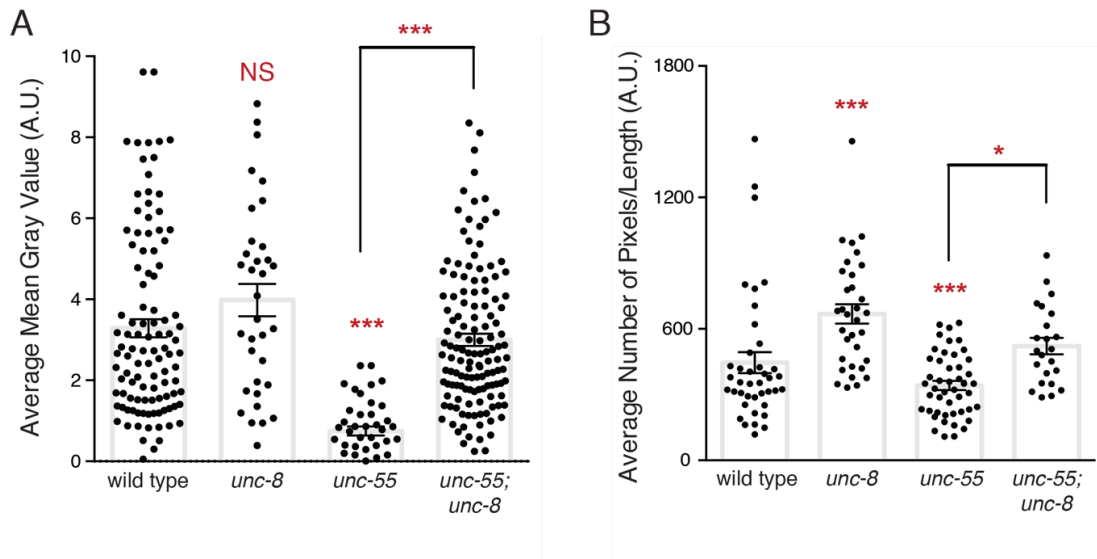 A
Average Mean Gray Value (A.U.)
10
8
6
4
2
0
NS
***
***
wild type
unc-8
unc-55
unc-55;
unc-8
B
Average Number of Pixels/Length (A.U.)
1800
1200
600
0
***
***
*
wild type
unc-8
unc-55
unc-55;
unc-8